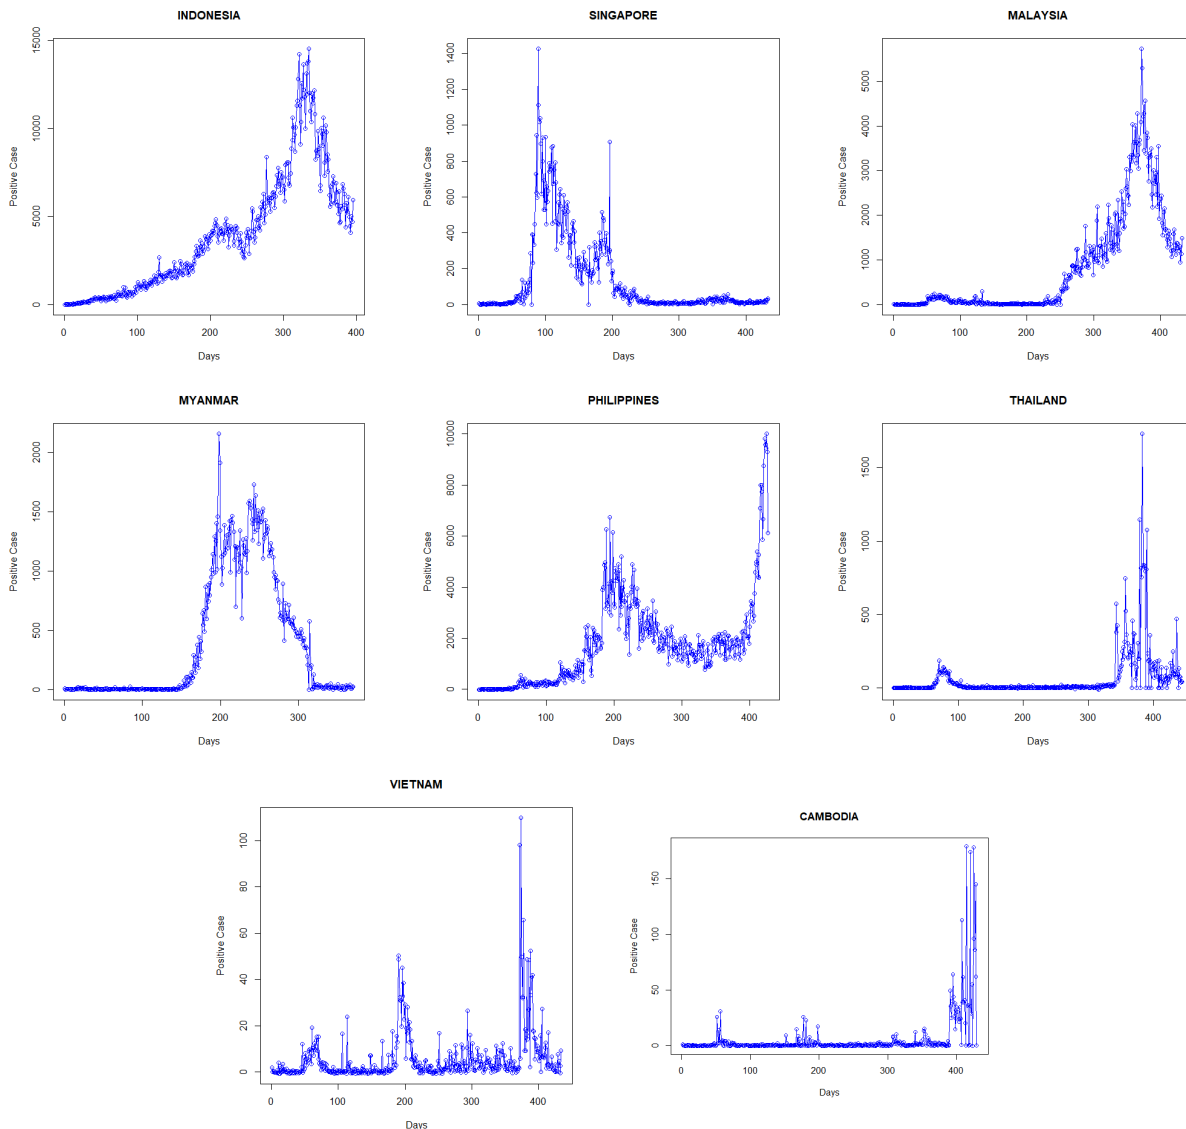 INDONESIA
Positive Case
15000
10000
5000
0
0 100 200 300 400
Days
SINGAPORE
Positive Case
1400
1200
1000
800
600
400
200
0
0 100 200 300 400
Days
MALAYSIA
Positive Case
5000
4000
3000
2000
1000
0
0 100 200 300 400
Days
MYANMAR
Positive Case
2000
1500
1000
500
0
0 100 200 300
Days
PHILIPPINES
Positive Case
10000
8000
6000
4000
2000
0
0 100 200 300 400
Days
THAILAND
Positive Case
1500
1000
500
0
0 100 200 300 400
Days
VIETNAM
Positive Case
100
80
60
40
20
0
0 100 200 300 400
Days
CAMBODIA
Positive Case
150
100
50
0
0 100 200 300 400
Days